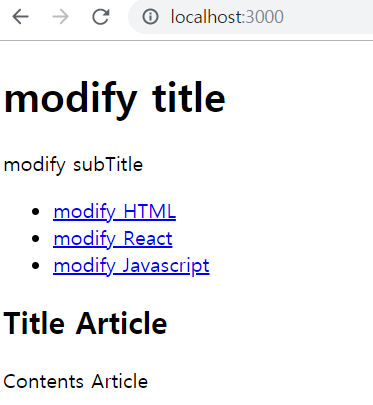 localhost:3000
modify title
modify subTitle
modify HTML
modify React
modify Javascript
Title Article
Contents Article